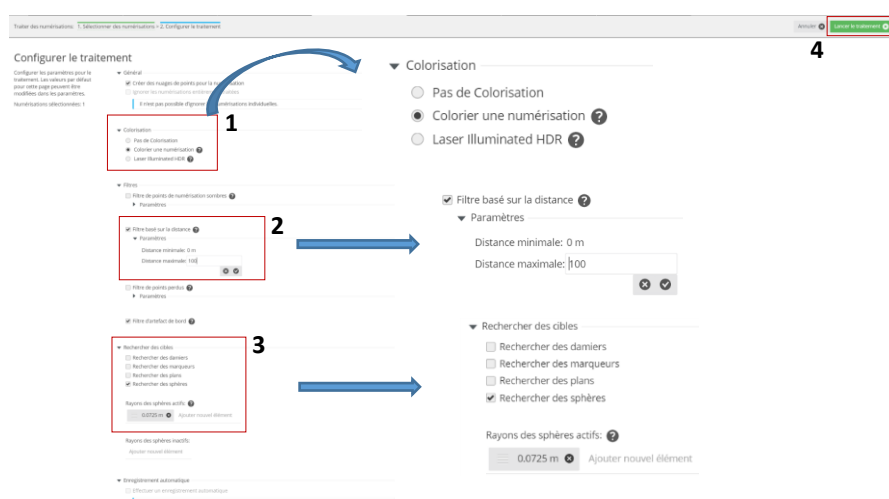 Traiter des numérisations: 1. Sélectionner des numérisations > 2. Configurer le traitement
Annuler
Lancer le traitement
4
Configurer le traitement
Configurer les paramètres pour le
traitement. Les valeurs par défaut
pour cette page peuvent être
modifiées dans les paramètres.
Numérisations sélectionnées: 1
Général
Créer des nuages de points pour la numérisation
Ignorer les numérisations entièrement
Il n'est pas possible d'ignorer numérisations individuelles.
1
Colorisation
Pas de Colorisation
Colorier une numérisation ?
Laser Illuminated HDR ?
Filtres
Filtre de points de numérisation sombres ?
Paramètres
2
Filtre basé sur la distance ?
Paramètres
Distance minimale: 0 m
Distance maximale: 100
Filtre de points perdus ?
Paramètres
Filtre d'artefact de bord ?
3
Rechercher des cibles
Rechercher des damiers
Rechercher des marqueurs
Rechercher des plans
Rechercher des sphères
Rayons des sphères actifs: ?
0.0725 m Ajouter nouvel élément
Rayons des sphères inactifs:
Ajouter nouvel élément
Enregistrement automatique
Effectuer un enregistrement automatique
Colorisation
Pas de Colorisation
Colorier une numérisation ?
Laser Illuminated HDR ?
Filtre basé sur la distance ?
Paramètres
Distance minimale: 0 m
Distance maximale: 100
Rechercher des cibles
Rechercher des damiers
Rechercher des marqueurs
Rechercher des plans
Rechercher des sphères
Rayons des sphères actifs: ?
0.0725 m Ajouter nouvel élément